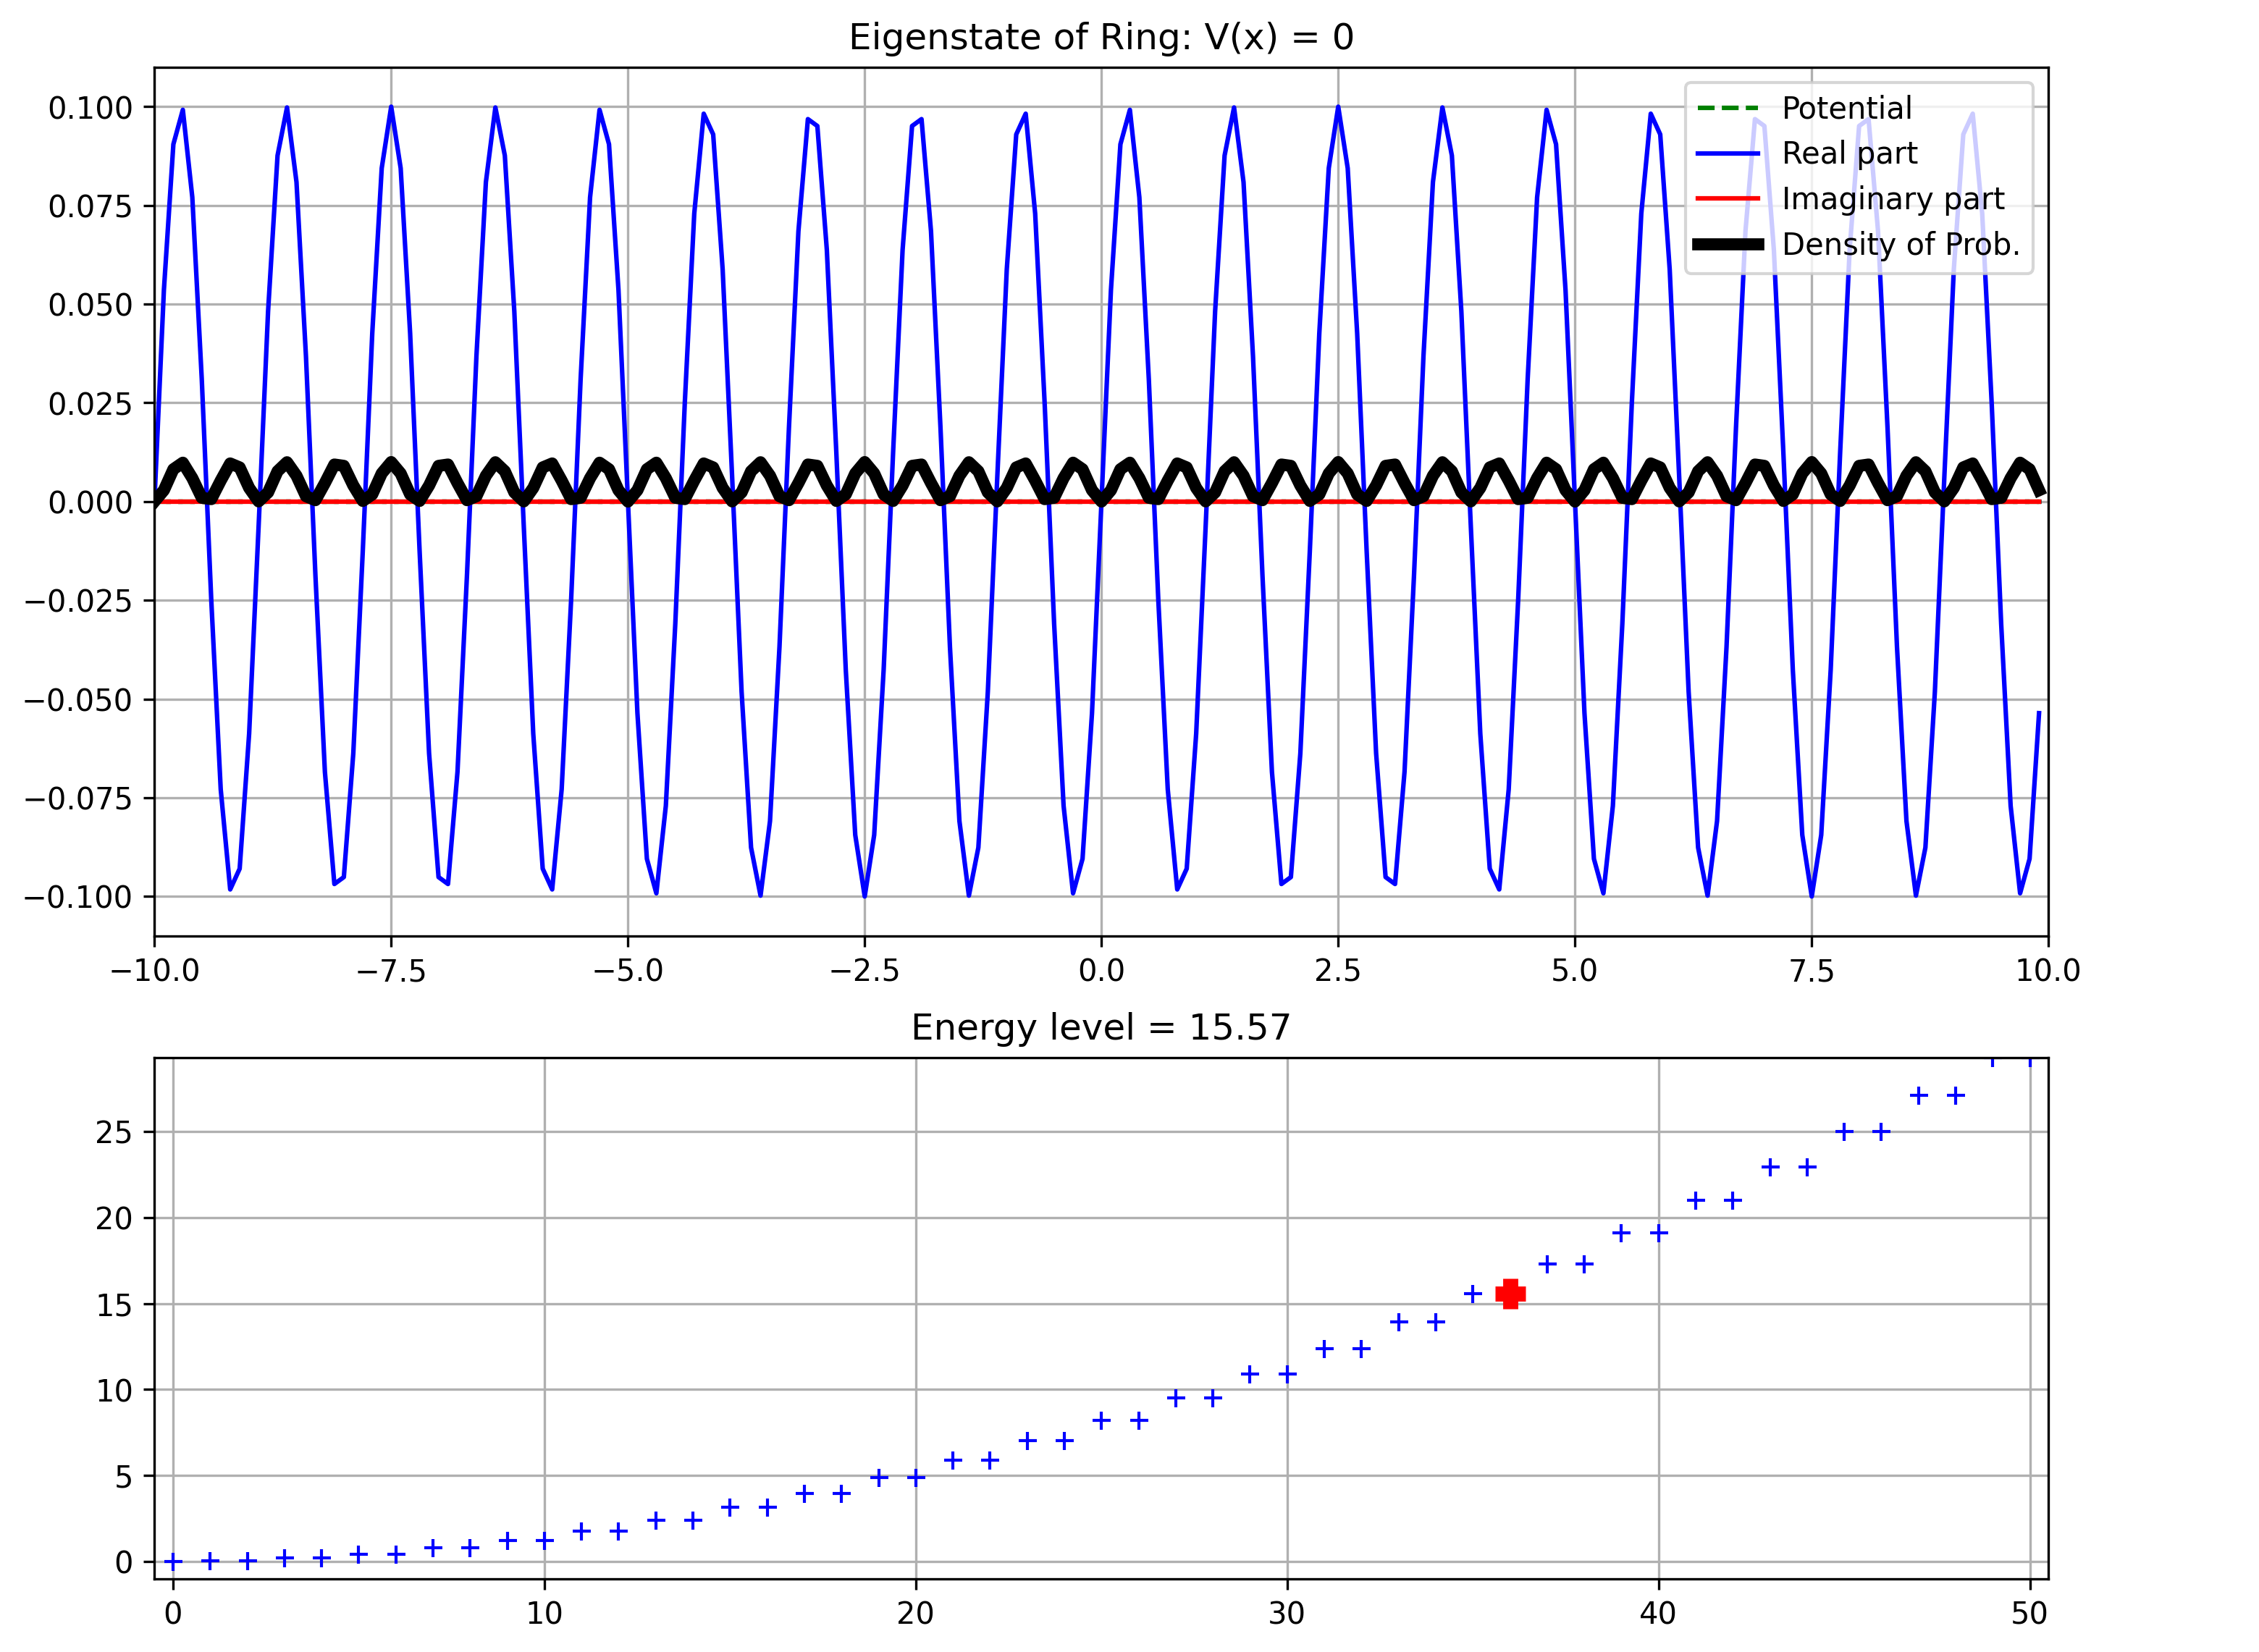 Eigenstate of Ring: V(x) = 0
0.100
0.075
0.050
0.025
0.000
−0.025
−0.050
−0.075
−0.100
Potential
Real part
Imaginary part
Density of Prob.
−10.0 −7.5 −5.0 −2.5 0.0 2.5 5.0 7.5 10.0
Energy level = 15.57
25
20
15
10
5
0
0 10 20 30 40 50